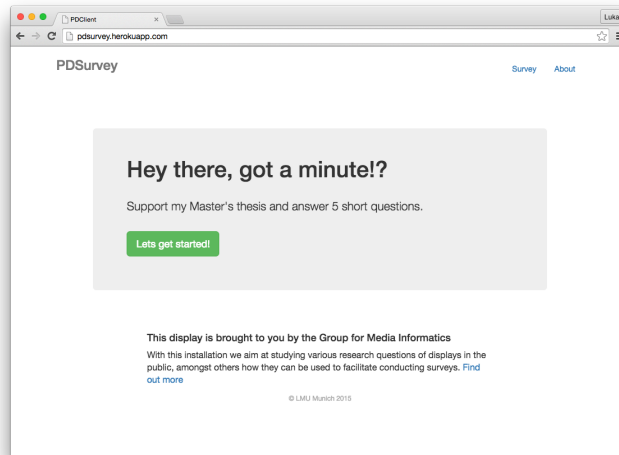 PDClient
Luka
pdsurvey.herokuapp.com
PDSurvey
Survey About
Hey there, got a minute!?
Support my Master's thesis and answer 5 short questions.
Lets get started!
This display is brought to you by the Group for Media Informatics
With this installation we aim at studying various research questions of displays in the
public, amongst others how they can be used to facilitate conducting surveys. Find
out more
© LMU Munich 2015